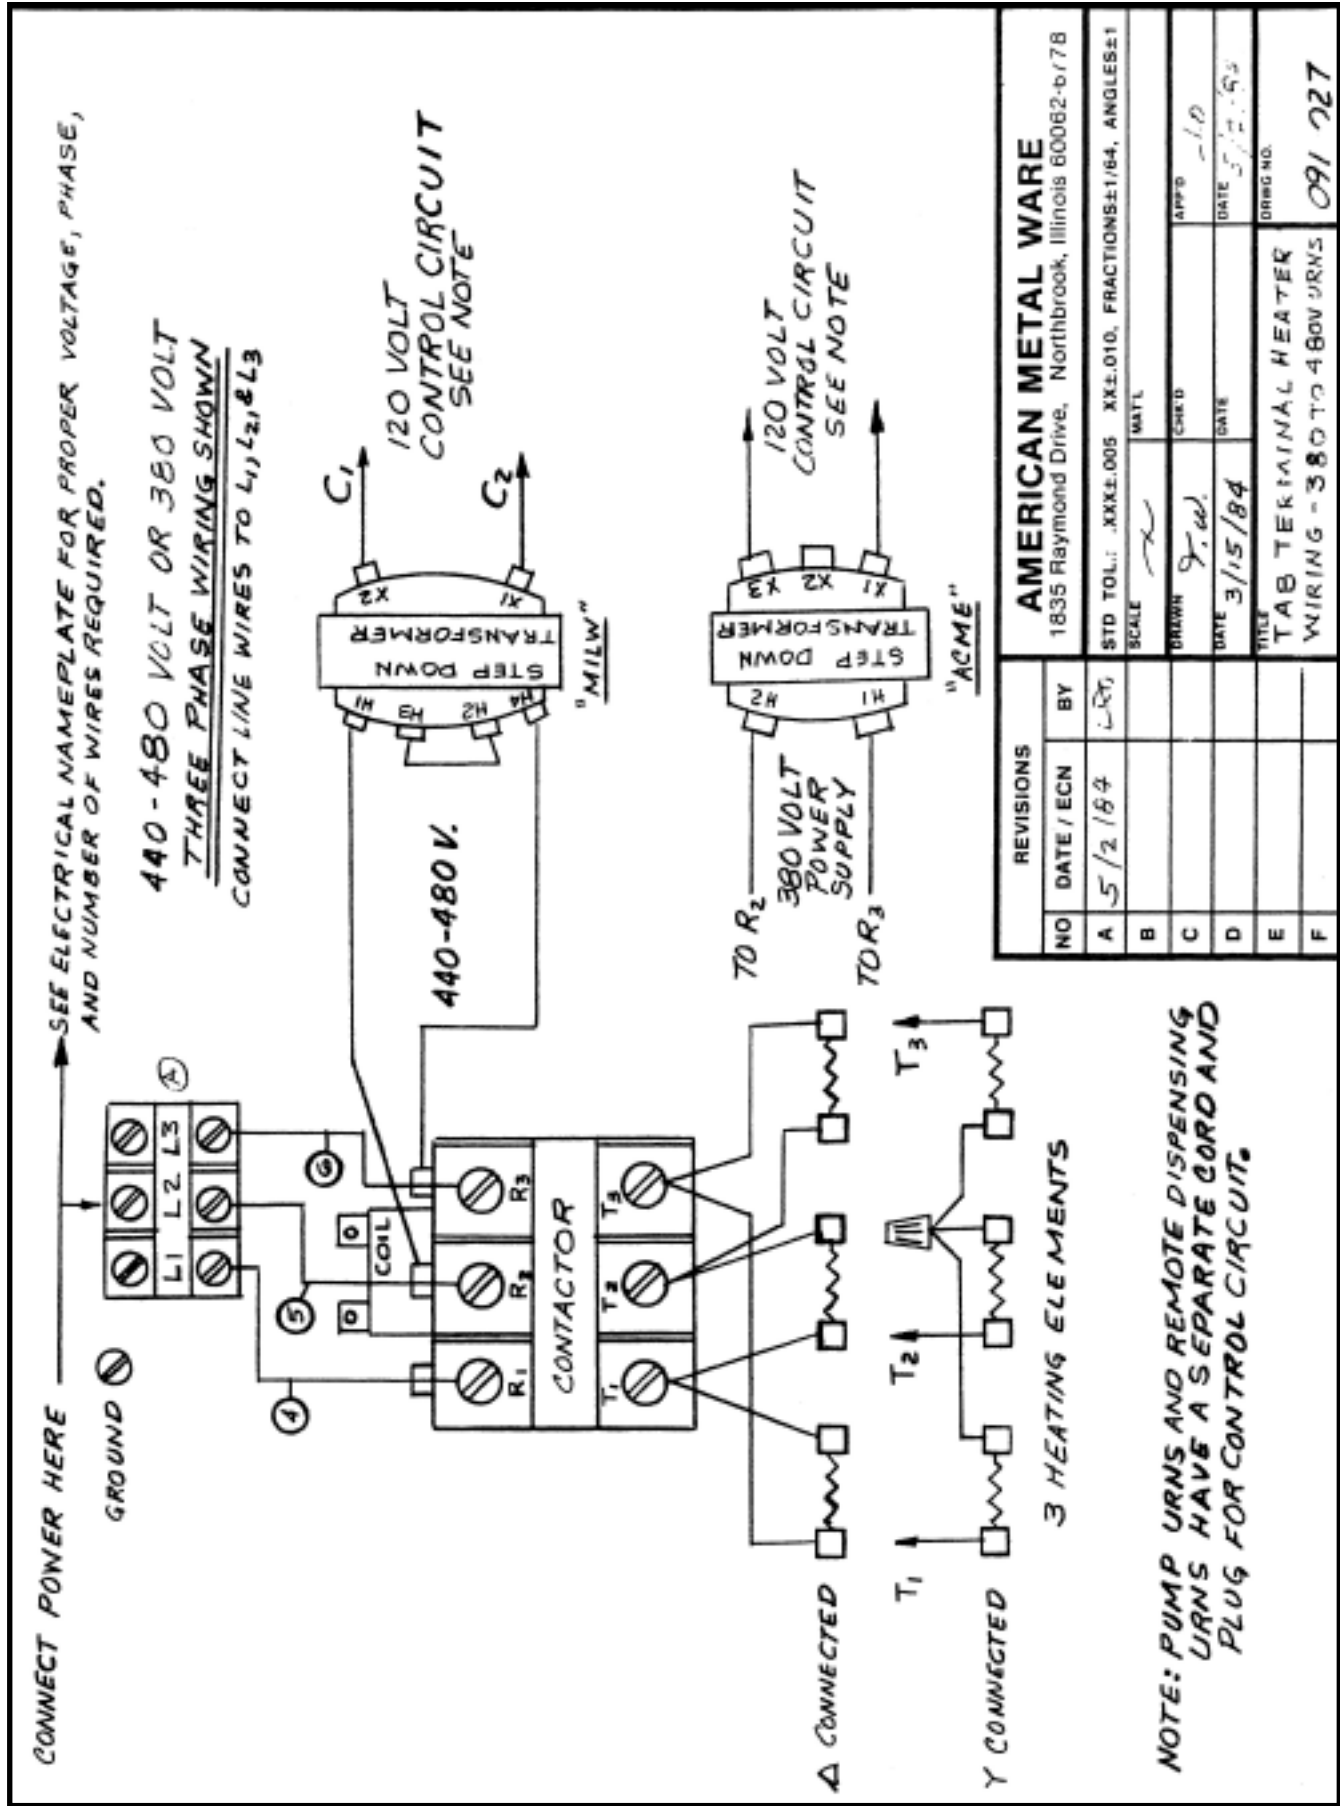 CONNECT POWER HERE
SEE ELECTRICAL NAMEPLATE FOR PROPER VOLTAGE, PHASE,
AND NUMBER OF WIRES REQUIRED.
GROUND
L1 L2 L3
A
440-480 VOLT OR 380 VOLT
THREE PHASE WIRING SHOWN
CONNECT LINE WIRES TO L1, L2, & L3
4
5
6
COIL
R1 R2 R3
CONTACTOR
T1 T2 T3
440-480 V.
H1
H3
H2
H4
STEP DOWN
TRANSFORMER
X2
X1
"MILW"
C1
C2
120 VOLT
CONTROL CIRCUIT
SEE NOTE
TO R2
380 VOLT
POWER
SUPPLY
TO R3
H2
H1
STEP DOWN
TRANSFORMER
X3
X2
X1
"ACME"
120 VOLT
CONTROL CIRCUIT
SEE NOTE
Δ CONNECTED
T1
T2
T3
Y CONNECTED
3 HEATING ELEMENTS
NOTE: PUMP URNS AND REMOTE DISPENSING
URNS HAVE A SEPARATE CORD AND
PLUG FOR CONTROL CIRCUIT.
REVISIONS
NO DATE / ECN BY
A 5/2/84
B
C
D
E
F
AMERICAN METAL WARE
1835 Raymond Drive, Northbrook, Illinois 60062-6178
STD TOL.: .XXX±.005 XX±.010, FRACTIONS±1/64, ANGLES±1
SCALE
MAT'L
DRAWN
CHK'D
APP'D
DATE 3/15/84
DATE
DATE
TITLE
TAB TERMINAL HEATER
WIRING - 380 TO 480V URNS
DRWG NO.
091 027